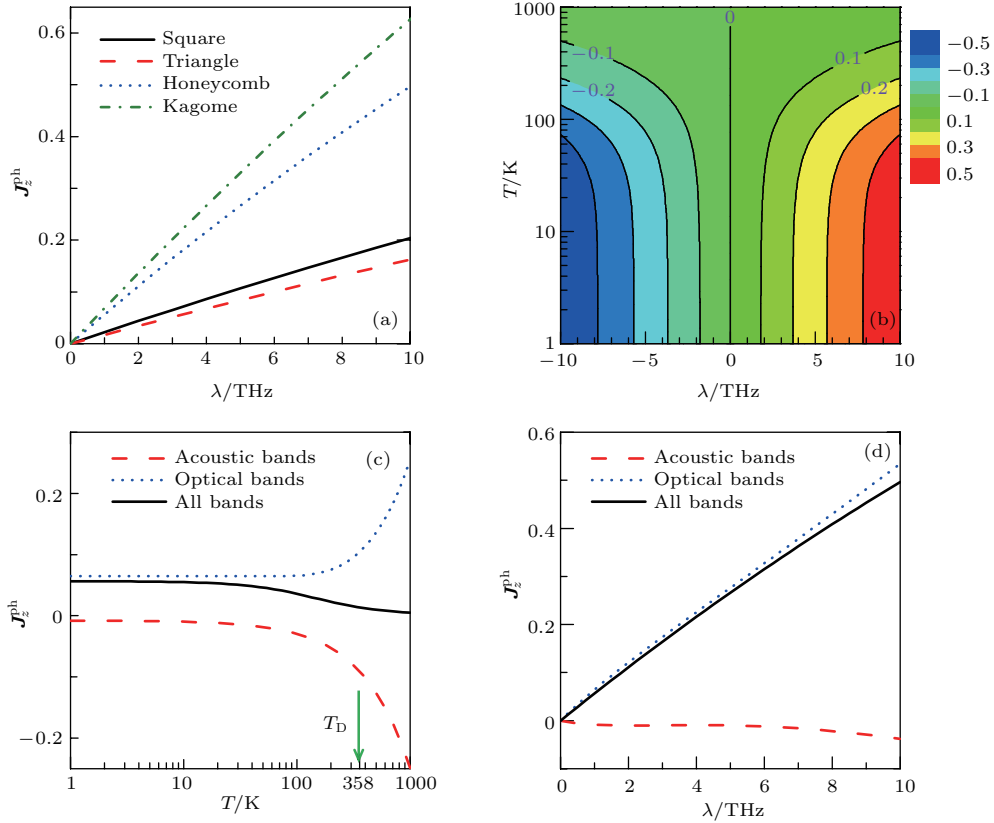 0.6
0.4
0.2
0
J_z^ph
Square
Triangle
Honeycomb
Kagome
(a)
0 2 4 6 8 10
λ/THz
1000
100
10
1
T/K
0
−0.1
−0.2
0.1
0.2
(b)
−10 −5 0 5 10
λ/THz
−0.5
−0.3
−0.1
0.1
0.3
0.5
0.2
0
−0.2
J_z^ph
Acoustic bands
Optical bands
All bands
(c)
T_D
1 10 100 358 1000
T/K
0.6
0.4
0.2
0
J_z^ph
Acoustic bands
Optical bands
All bands
(d)
0 2 4 6 8 10
λ/THz